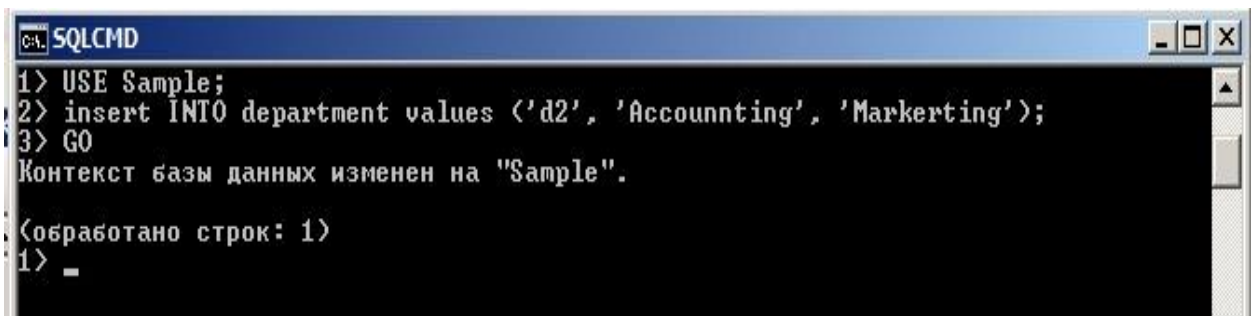 SQLCMD
1> USE Sample;
2> insert INTO department values ('d2', 'Accounnting', 'Markerting');
3> GO
Контекст базы данных изменен на "Sample".
(обработано строк: 1)
1> _